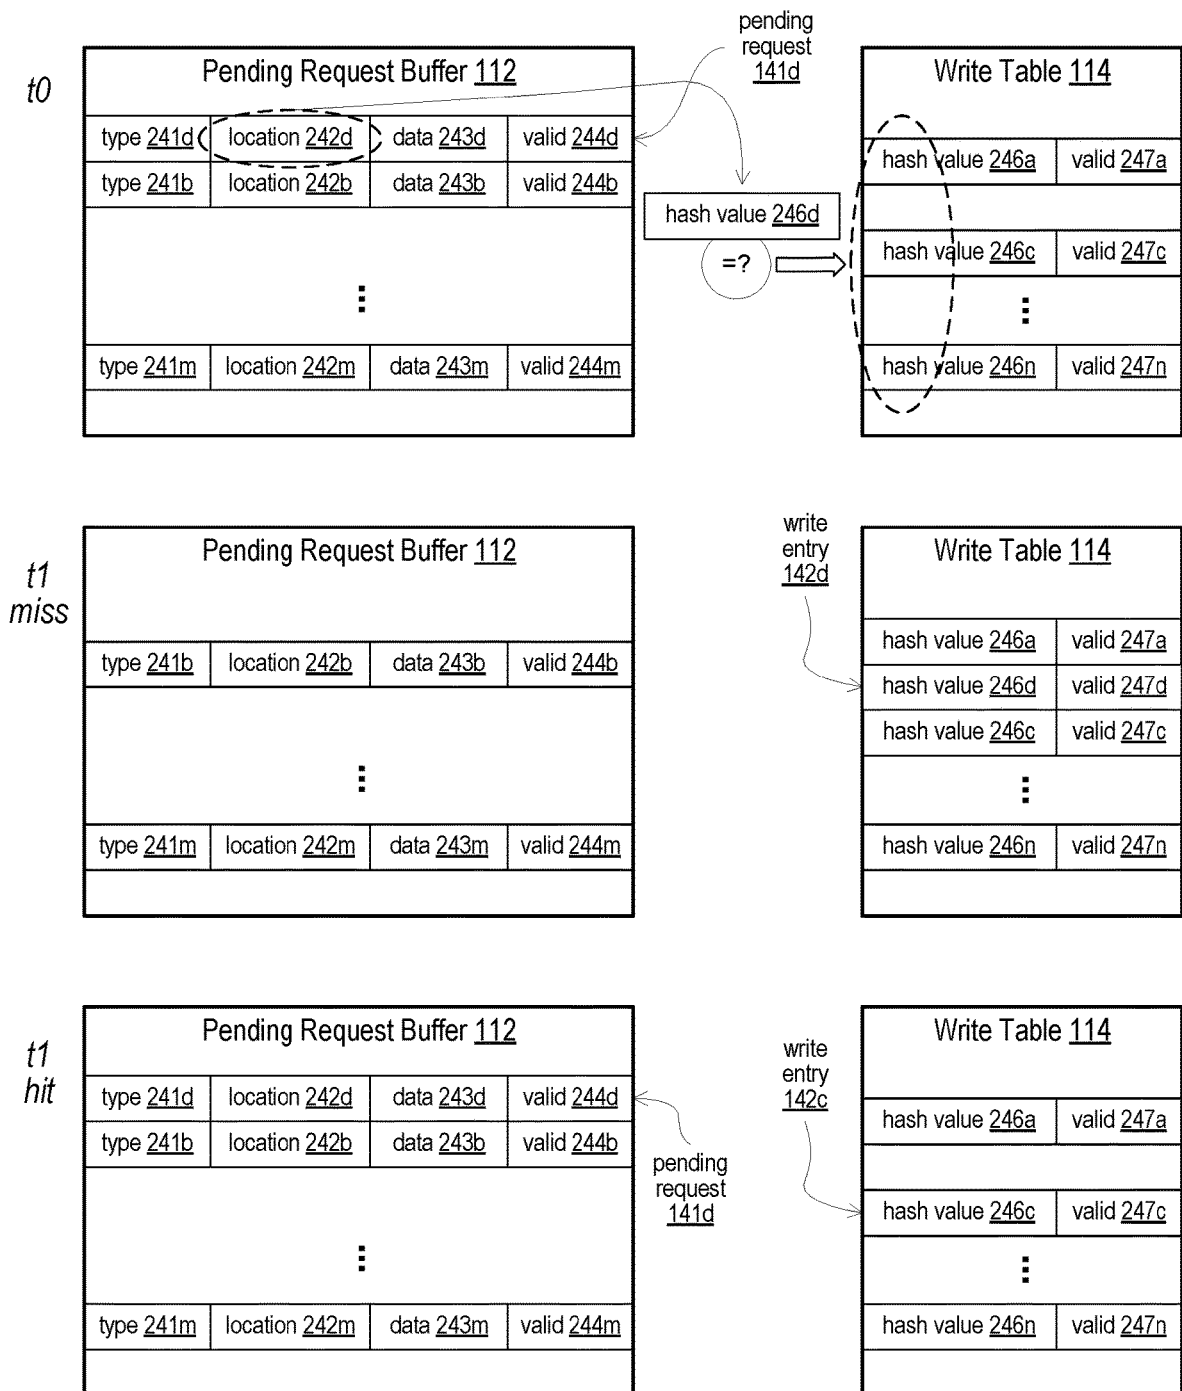 t0
pending
request
141d
Pending Request Buffer 112
Write Table 114
type 241d location 242d data 243d valid 244d
type 241b location 242b data 243b valid 244b
hash value 246d
=?
type 241m location 242m data 243m valid 244m
hash value 246a valid 247a
hash value 246c valid 247c
hash value 246n valid 247n
t1
miss
Pending Request Buffer 112
type 241b location 242b data 243b valid 244b
type 241m location 242m data 243m valid 244m
write
entry
142d
Write Table 114
hash value 246a valid 247a
hash value 246d valid 247d
hash value 246c valid 247c
hash value 246n valid 247n
t1
hit
Pending Request Buffer 112
type 241d location 242d data 243d valid 244d
type 241b location 242b data 243b valid 244b
type 241m location 242m data 243m valid 244m
pending
request
141d
write
entry
142c
Write Table 114
hash value 246a valid 247a
hash value 246c valid 247c
hash value 246n valid 247n